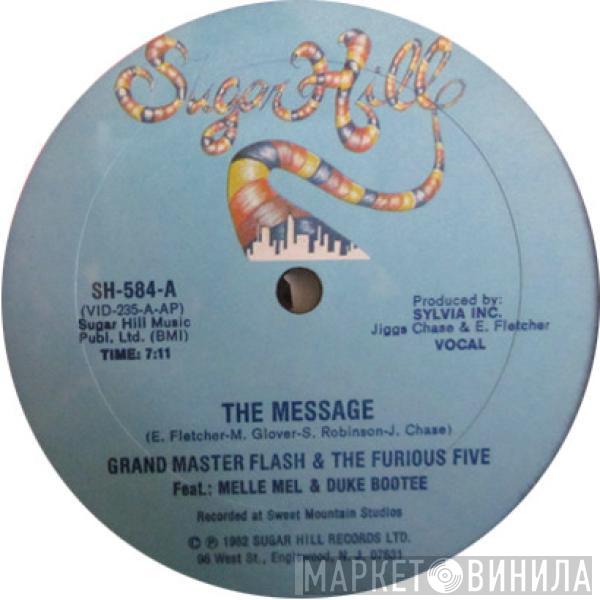 Sugar Hill
SH-584-A
(VID-235-A-AP)
Sugar Hill Music
Publ. Ltd. (BMI)
TIME: 7:11
Produced by:
SYLVIA INC.
Jiggs Chase & E. Fletcher
VOCAL
THE MESSAGE
(E. Fletcher-M. Glover-S. Robinson-J. Chase)
GRAND MASTER FLASH & THE FURIOUS FIVE
Feat.: MELLE MEL & DUKE BOOTEE
Recorded at Sweet Mountain Studios
© ℗ 1982 SUGAR HILL RECORDS LTD.
96 West St., Englewood, N. J. 07631
МАРКЕТ ВИНИЛА